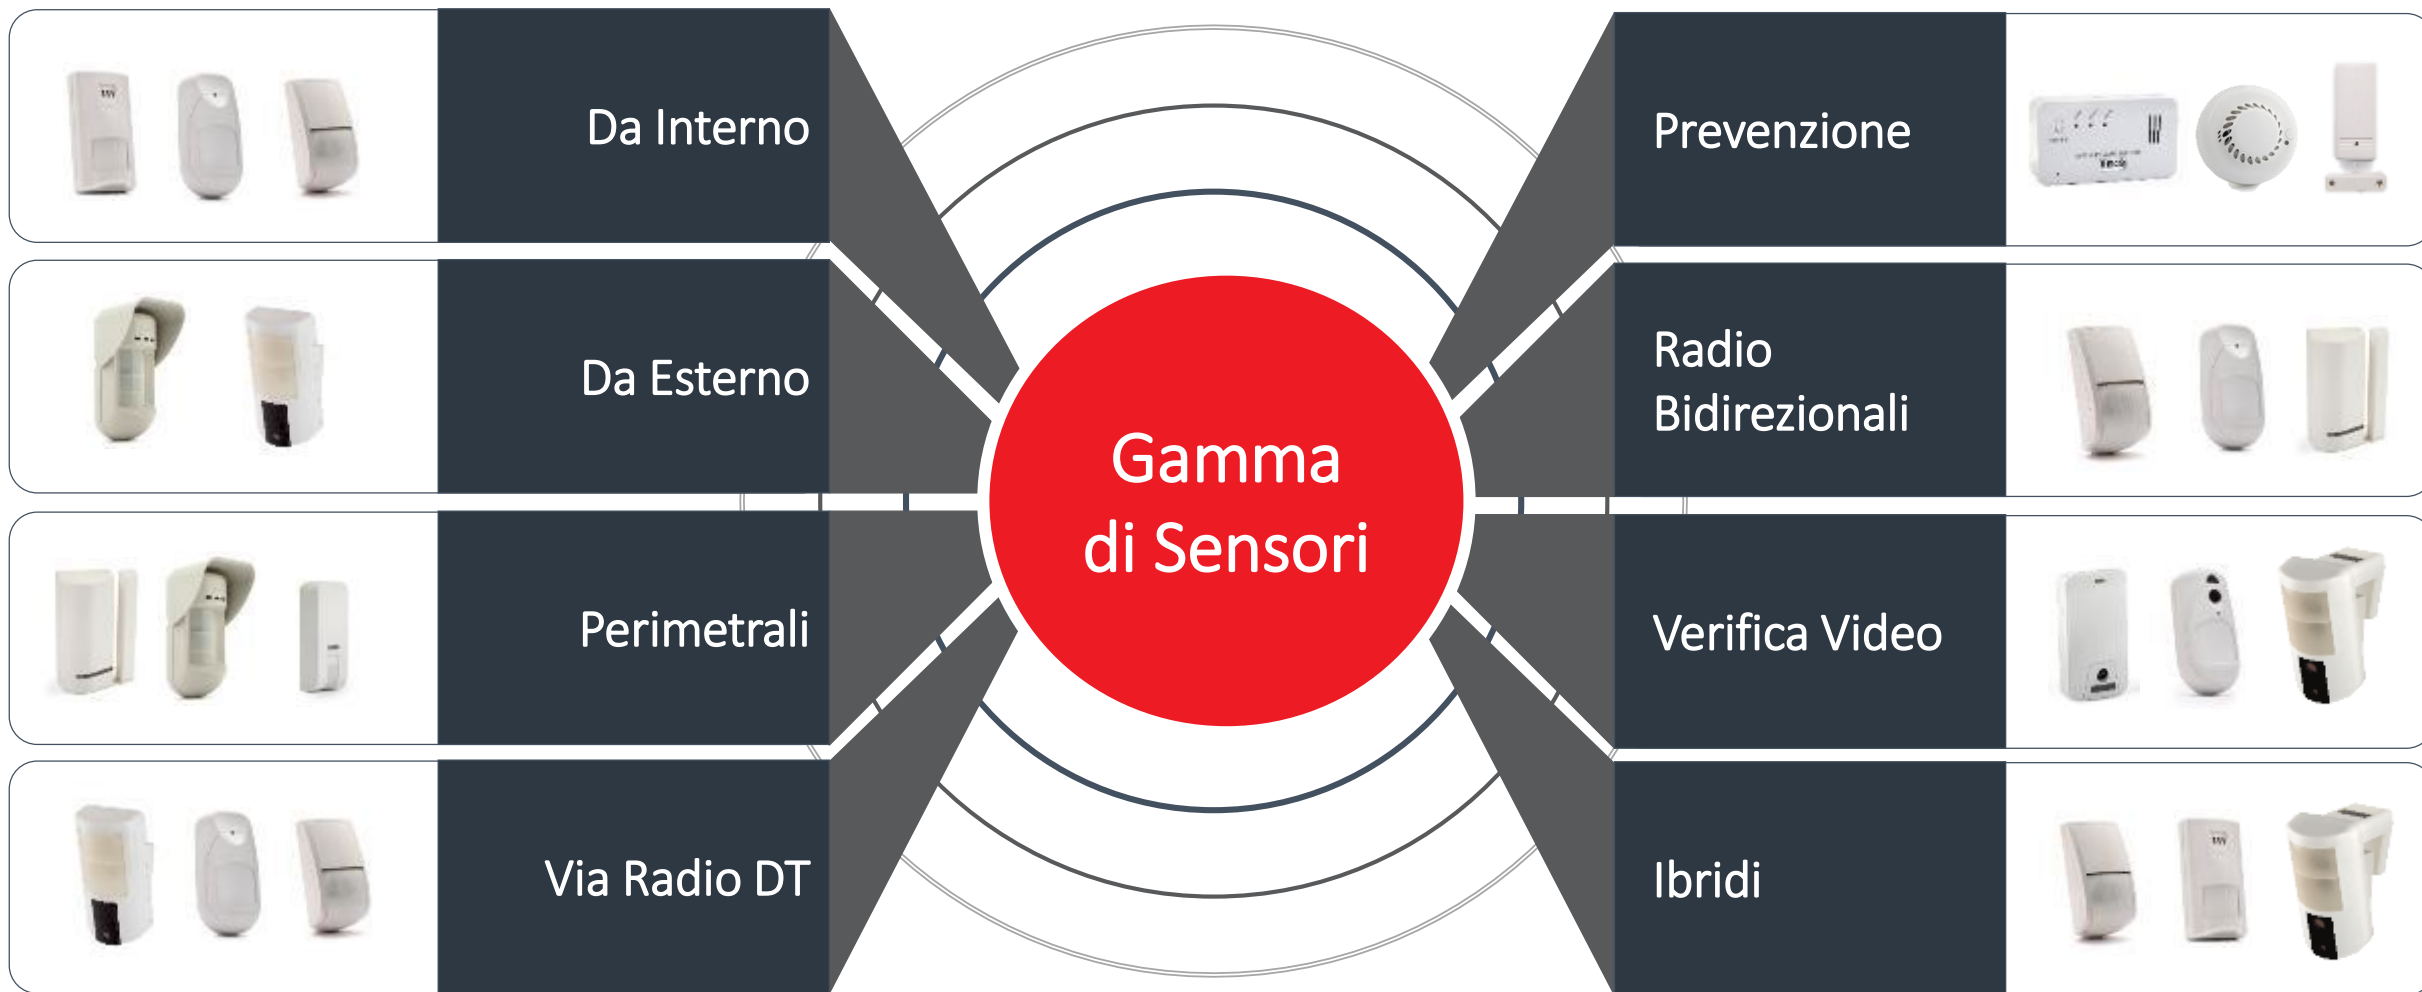 Da Interno
Da Esterno
Perimetrali
Via Radio DT
Gamma
di Sensori
Prevenzione
Radio
Bidirezionali
Verifica Video
Ibridi